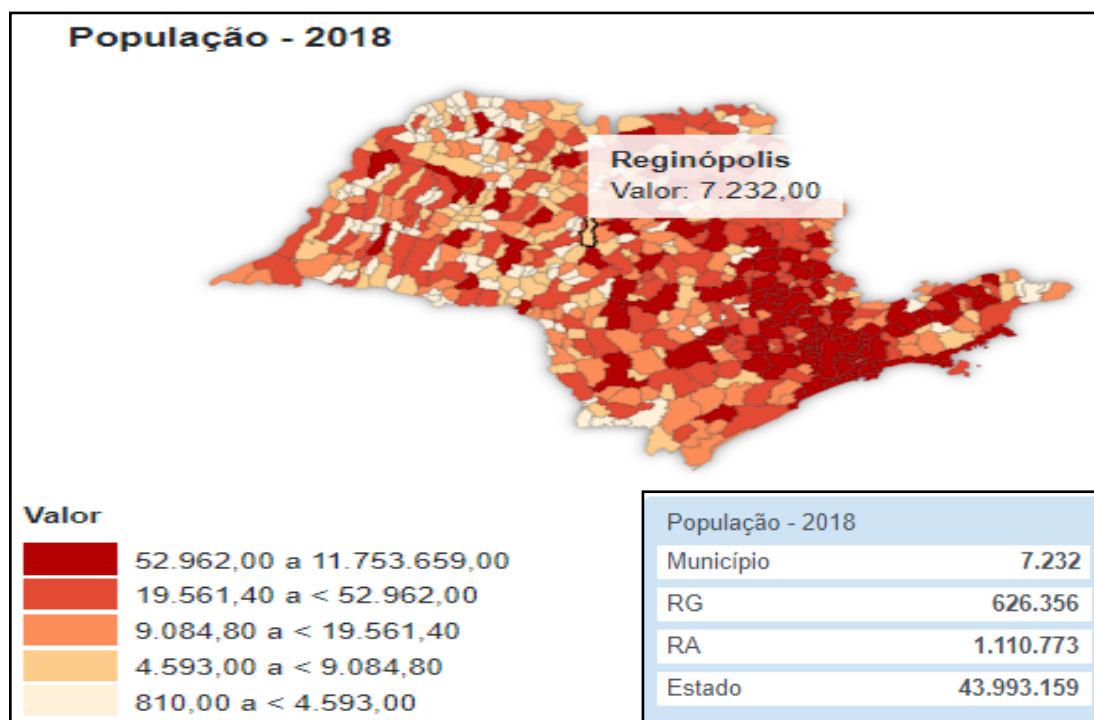 População - 2018
Reginópolis
Valor: 7.232,00
Valor
52.962,00 a 11.753.659,00
19.561,40 a < 52.962,00
9.084,80 a < 19.561,40
4.593,00 a < 9.084,80
810,00 a < 4.593,00
População - 2018
Município 7.232
RG 626.356
RA 1.110.773
Estado 43.993.159